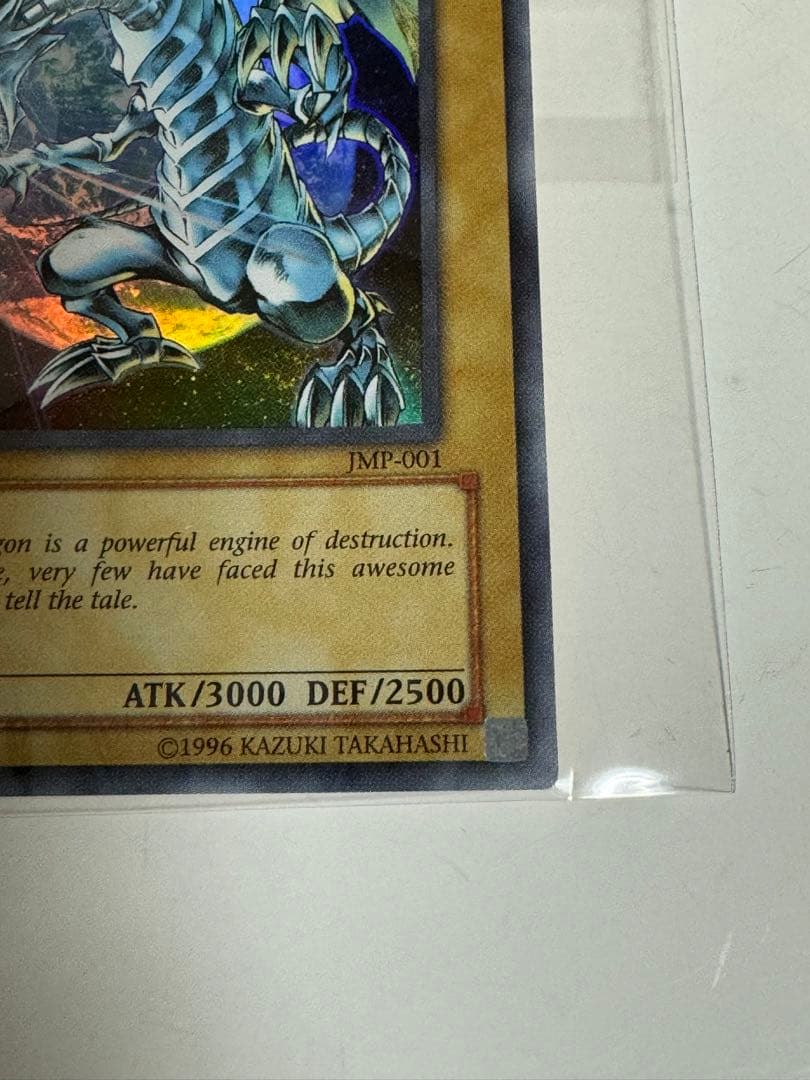 JMP-001
gon is a powerful engine of destruction.
e, very few have faced this awesome
tell the tale.
ATK/3000 DEF/2500
©1996 KAZUKI TAKAHASHI